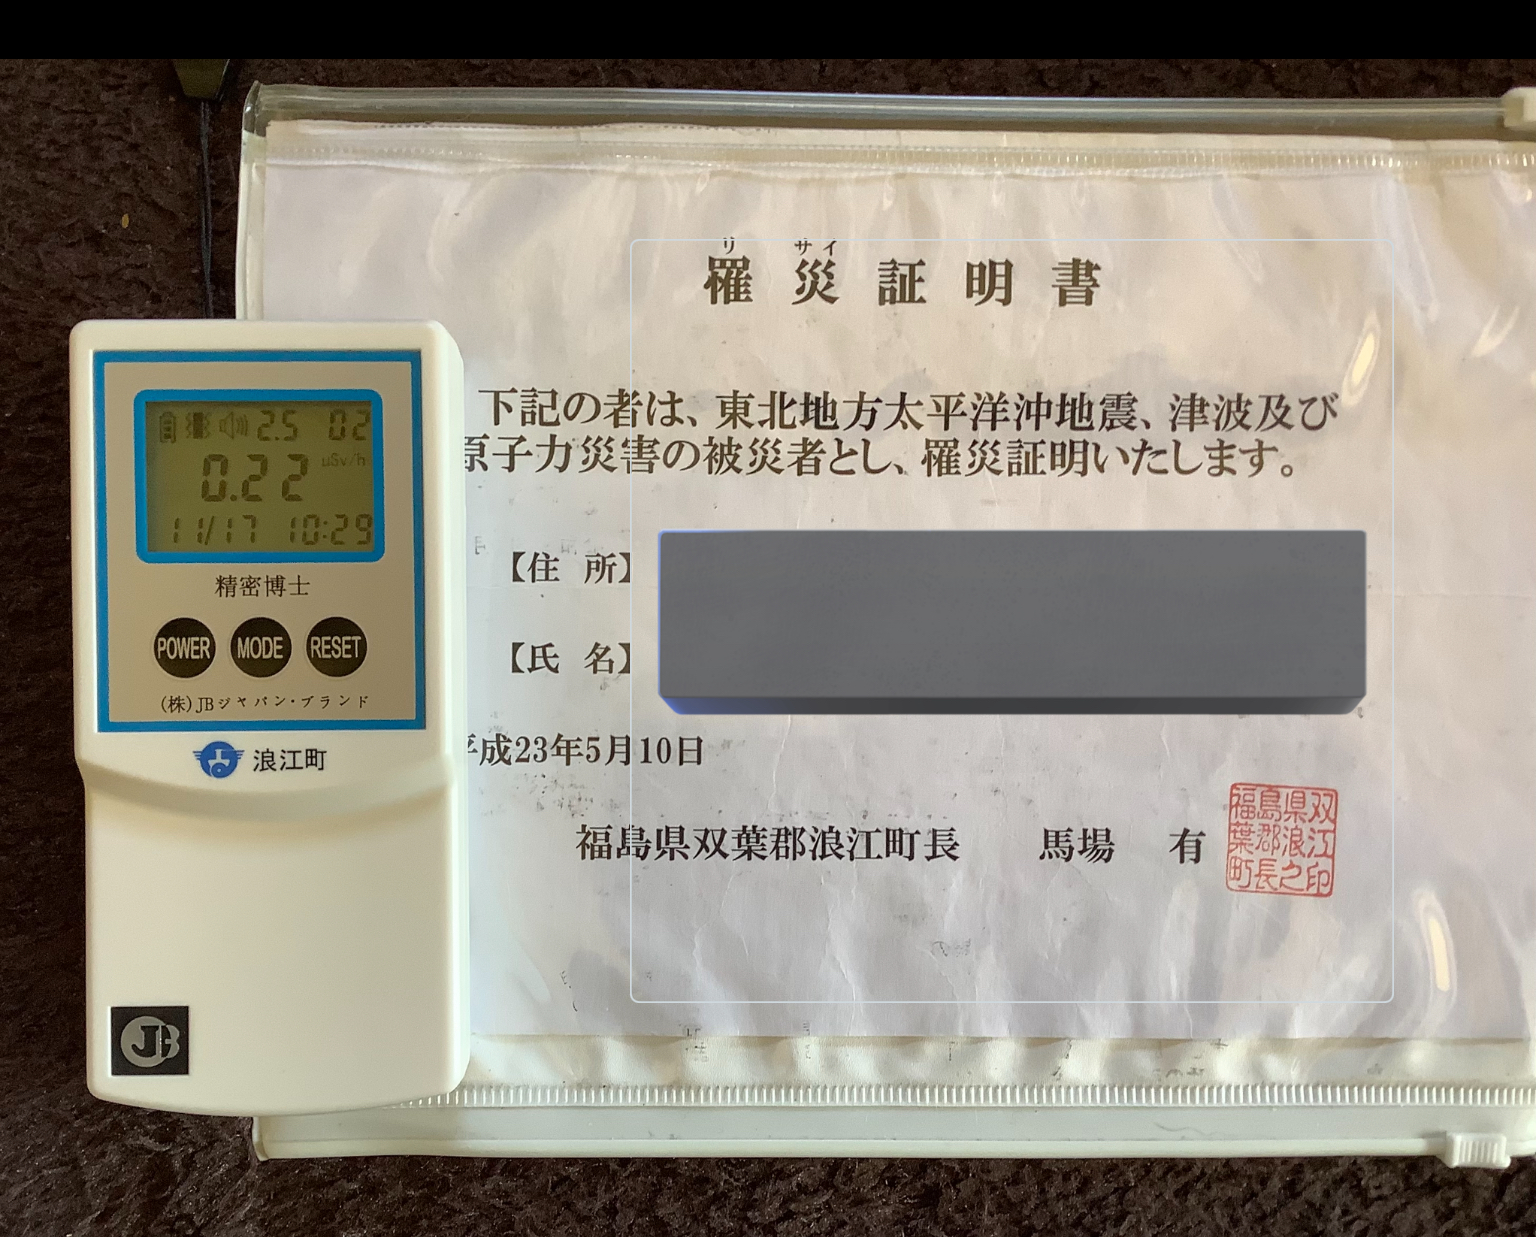 リ サイ
罹災証明書
下記の者は、東北地方太平洋沖地震、津波及び
原子力災害の被災者とし、罹災証明いたします。
【住 所】
【氏 名】
平成23年5月10日
福島県双葉郡浪江町長 馬場 有
福島県双
葉郡浪江
町長之印
2.5 02
0.22 μSv/h
11/17 10:29
精密博士
POWER MODE RESET
(株)JBジャパン・ブランド
浪江町
JB